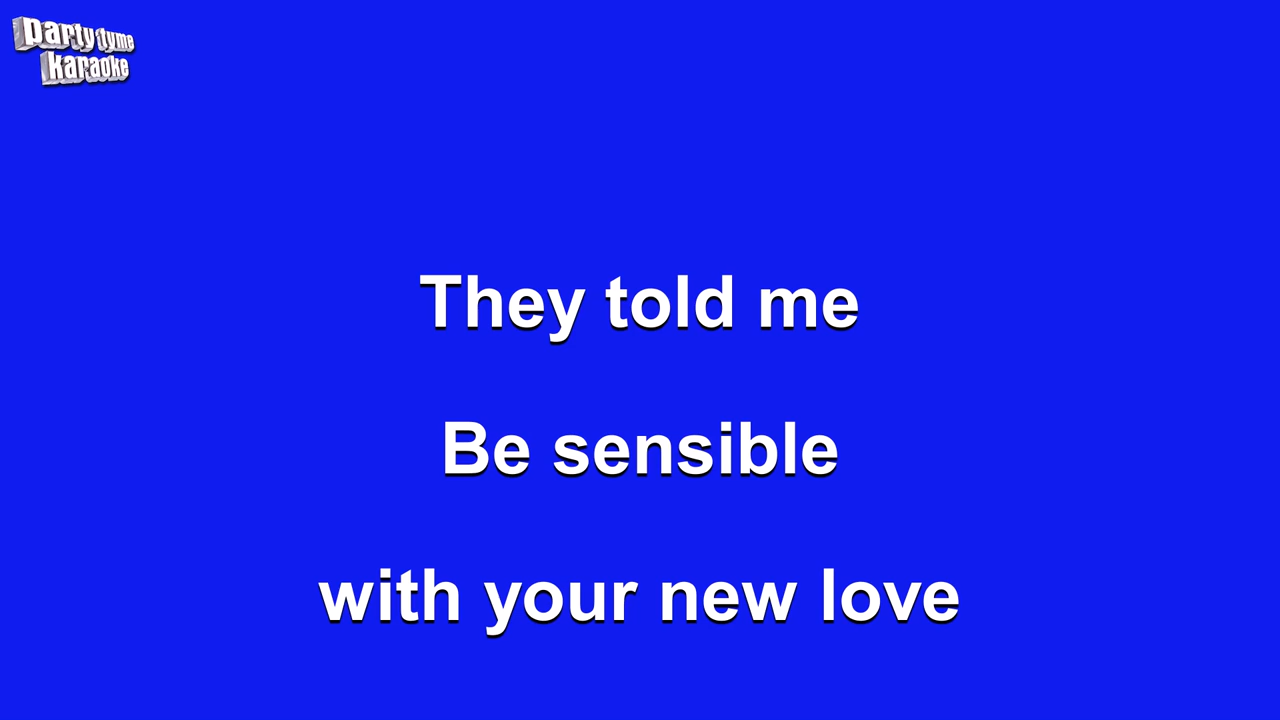 party tyme
karaoke
They told me
Be sensible
with your new love